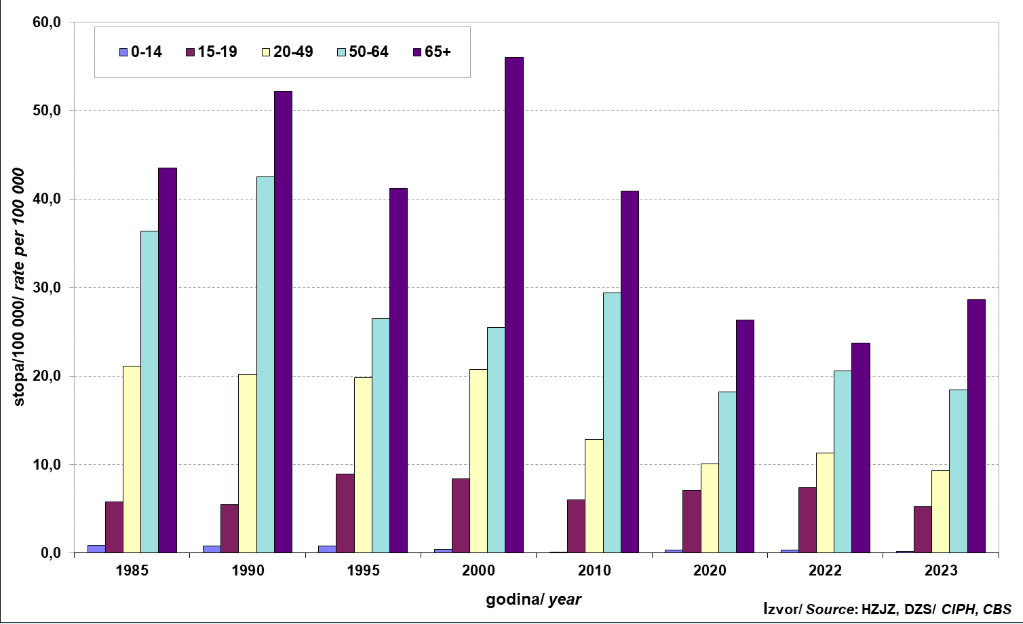 60,0
0-14 15-19 20-49 50-64 65+
50,0
40,0
30,0
20,0
10,0
0,0
stopa/100 000/ rate per 100 000
1985 1990 1995 2000 2010 2020 2022 2023
godina/ year
Izvor/ Source: HZJZ, DZS/ CIPH, CBS